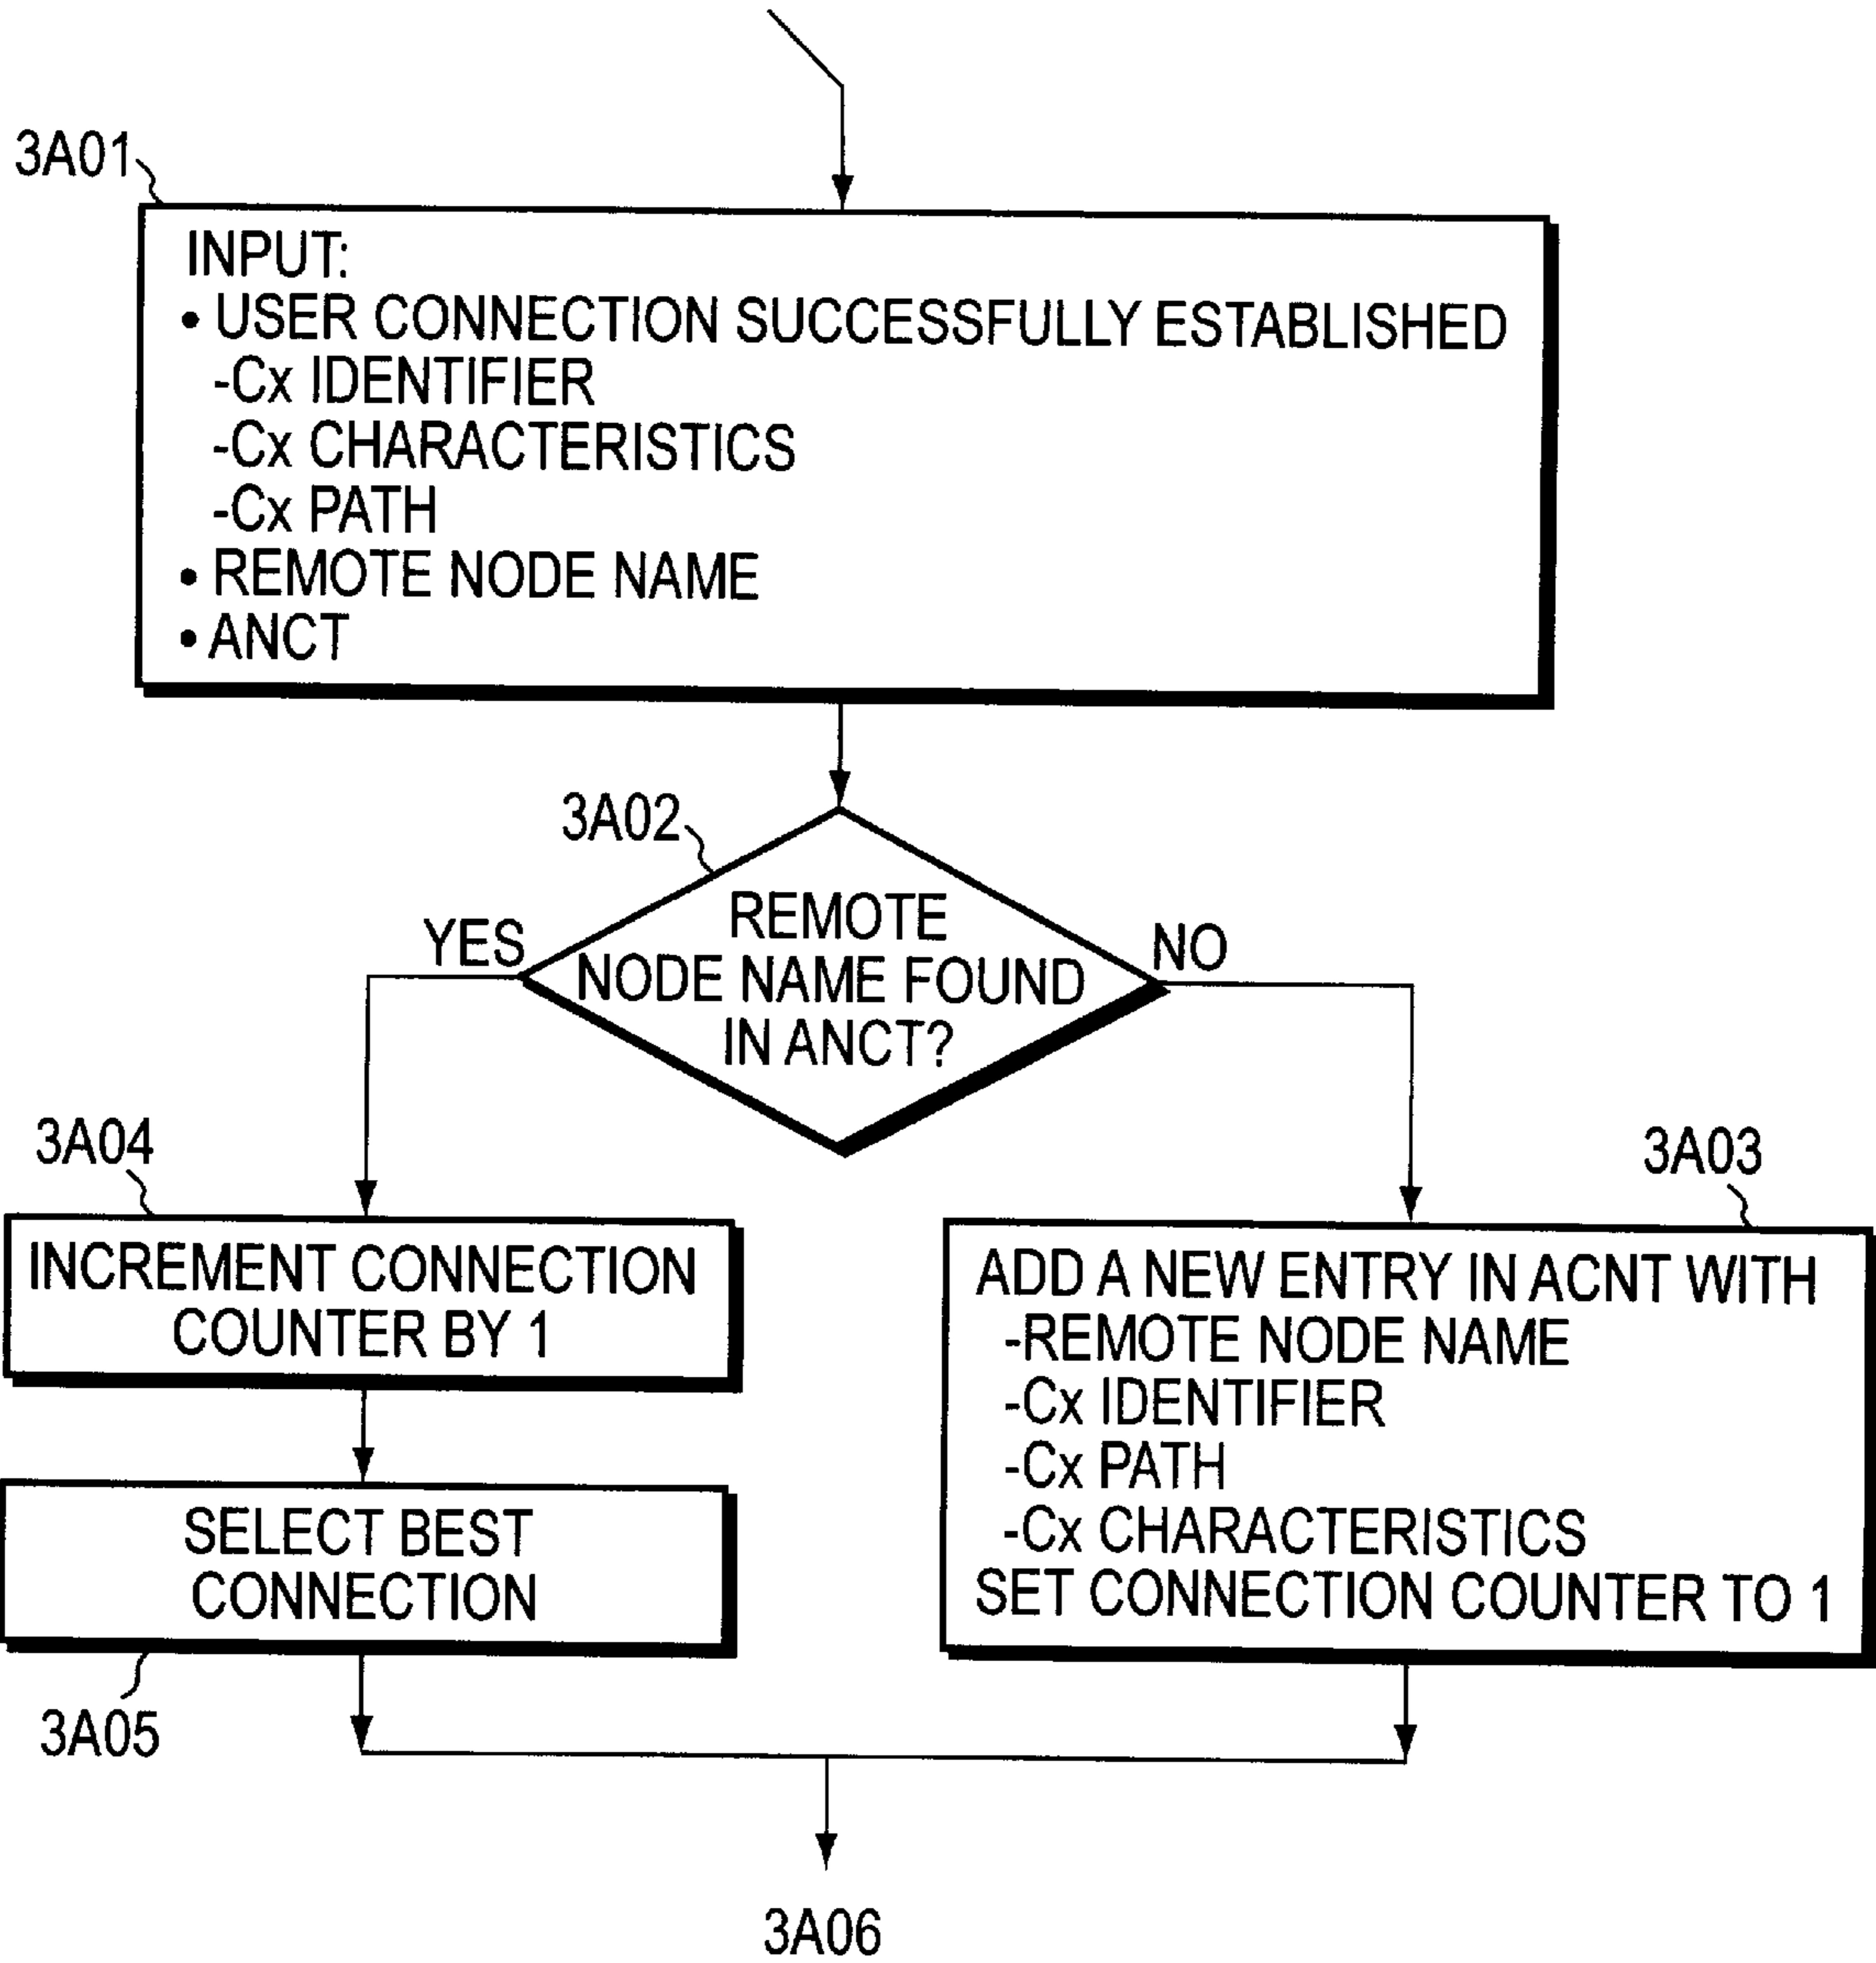 3A01
INPUT:
• USER CONNECTION SUCCESSFULLY ESTABLISHED
-Cx IDENTIFIER
-Cx CHARACTERISTICS
-Cx PATH
• REMOTE NODE NAME
• ANCT
3A02
REMOTE
NODE NAME FOUND
IN ANCT?
YES
NO
3A04
INCREMENT CONNECTION
COUNTER BY 1
3A03
ADD A NEW ENTRY IN ACNT WITH
-REMOTE NODE NAME
-Cx IDENTIFIER
-Cx PATH
-Cx CHARACTERISTICS
SET CONNECTION COUNTER TO 1
SELECT BEST
CONNECTION
3A05
3A06